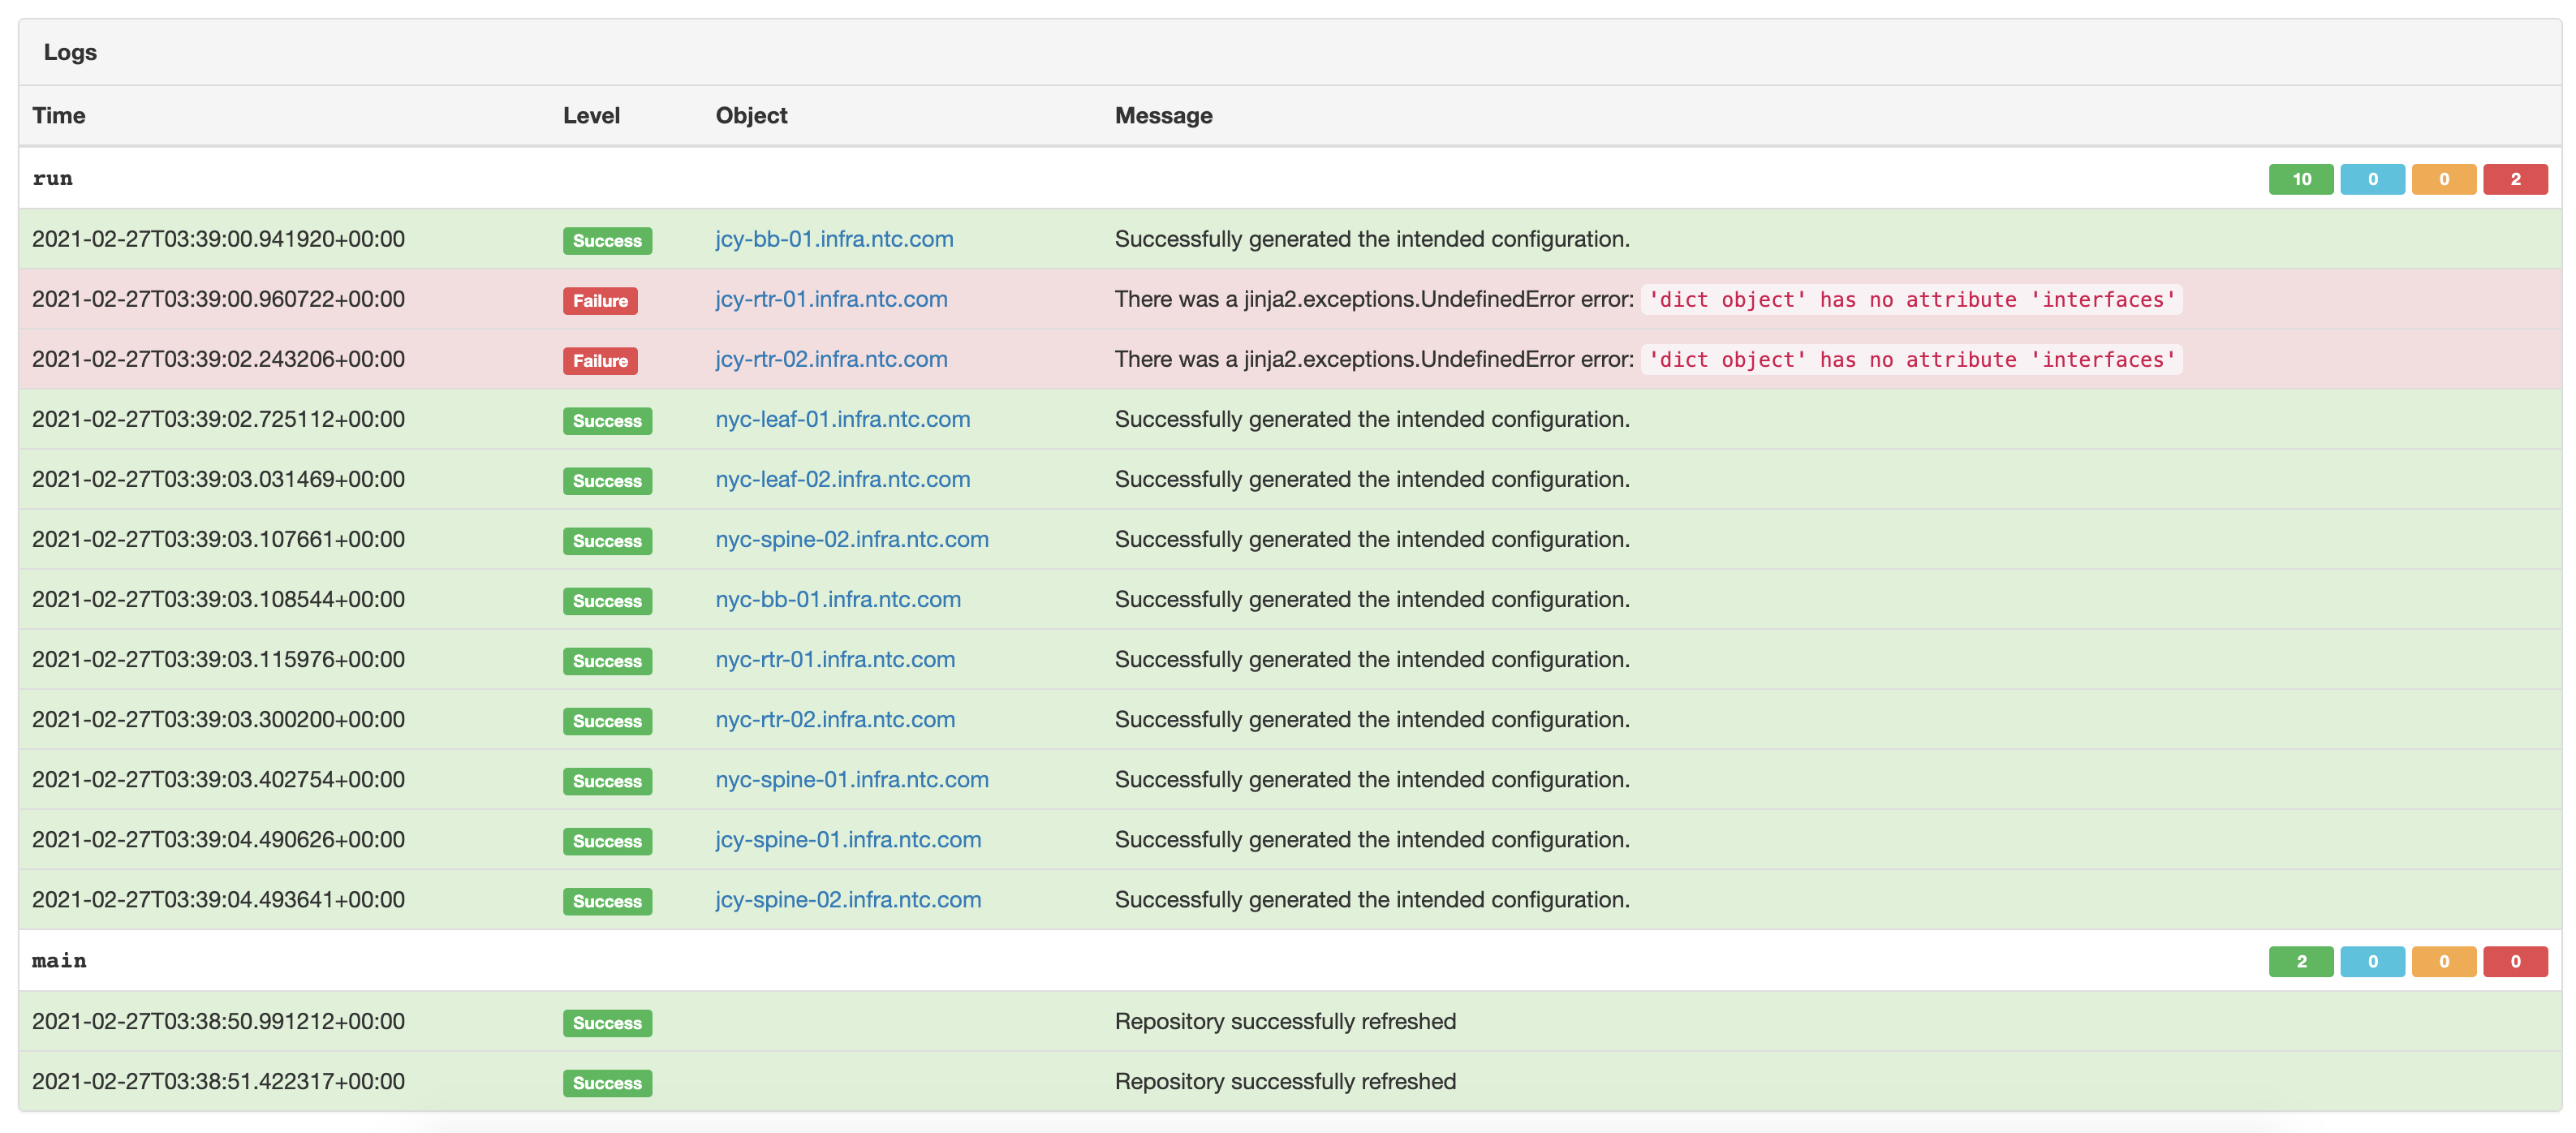 Logs
Time Level Object Message
run 10 0 0 2
2021-02-27T03:39:00.941920+00:00 Success jcy-bb-01.infra.ntc.com Successfully generated the intended configuration.
2021-02-27T03:39:00.960722+00:00 Failure jcy-rtr-01.infra.ntc.com There was a jinja2.exceptions.UndefinedError error: 'dict object' has no attribute 'interfaces'
2021-02-27T03:39:02.243206+00:00 Failure jcy-rtr-02.infra.ntc.com There was a jinja2.exceptions.UndefinedError error: 'dict object' has no attribute 'interfaces'
2021-02-27T03:39:02.725112+00:00 Success nyc-leaf-01.infra.ntc.com Successfully generated the intended configuration.
2021-02-27T03:39:03.031469+00:00 Success nyc-leaf-02.infra.ntc.com Successfully generated the intended configuration.
2021-02-27T03:39:03.107661+00:00 Success nyc-spine-02.infra.ntc.com Successfully generated the intended configuration.
2021-02-27T03:39:03.108544+00:00 Success nyc-bb-01.infra.ntc.com Successfully generated the intended configuration.
2021-02-27T03:39:03.115976+00:00 Success nyc-rtr-01.infra.ntc.com Successfully generated the intended configuration.
2021-02-27T03:39:03.300200+00:00 Success nyc-rtr-02.infra.ntc.com Successfully generated the intended configuration.
2021-02-27T03:39:03.402754+00:00 Success nyc-spine-01.infra.ntc.com Successfully generated the intended configuration.
2021-02-27T03:39:04.490626+00:00 Success jcy-spine-01.infra.ntc.com Successfully generated the intended configuration.
2021-02-27T03:39:04.493641+00:00 Success jcy-spine-02.infra.ntc.com Successfully generated the intended configuration.
main 2 0 0 0
2021-02-27T03:38:50.991212+00:00 Success Repository successfully refreshed
2021-02-27T03:38:51.422317+00:00 Success Repository successfully refreshed